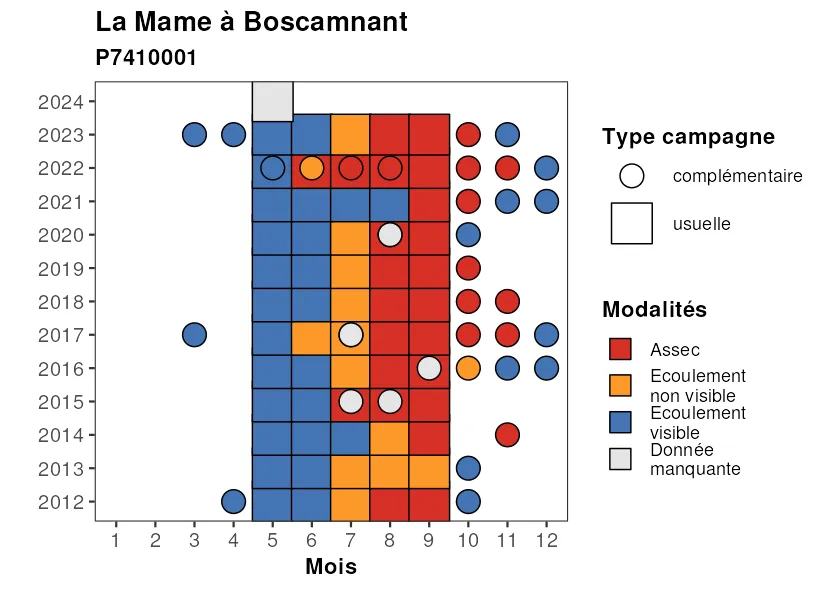 La Mame à Boscamnant
P7410001
2024
2023
2022
2021
2020
2019
2018
2017
2016
2015
2014
2013
2012
1 2 3 4 5 6 7 8 9 10 11 12
Mois
Type campagne
complémentaire
usuelle
Modalités
Assec
Ecoulement
non visible
Ecoulement
visible
Donnée
manquante